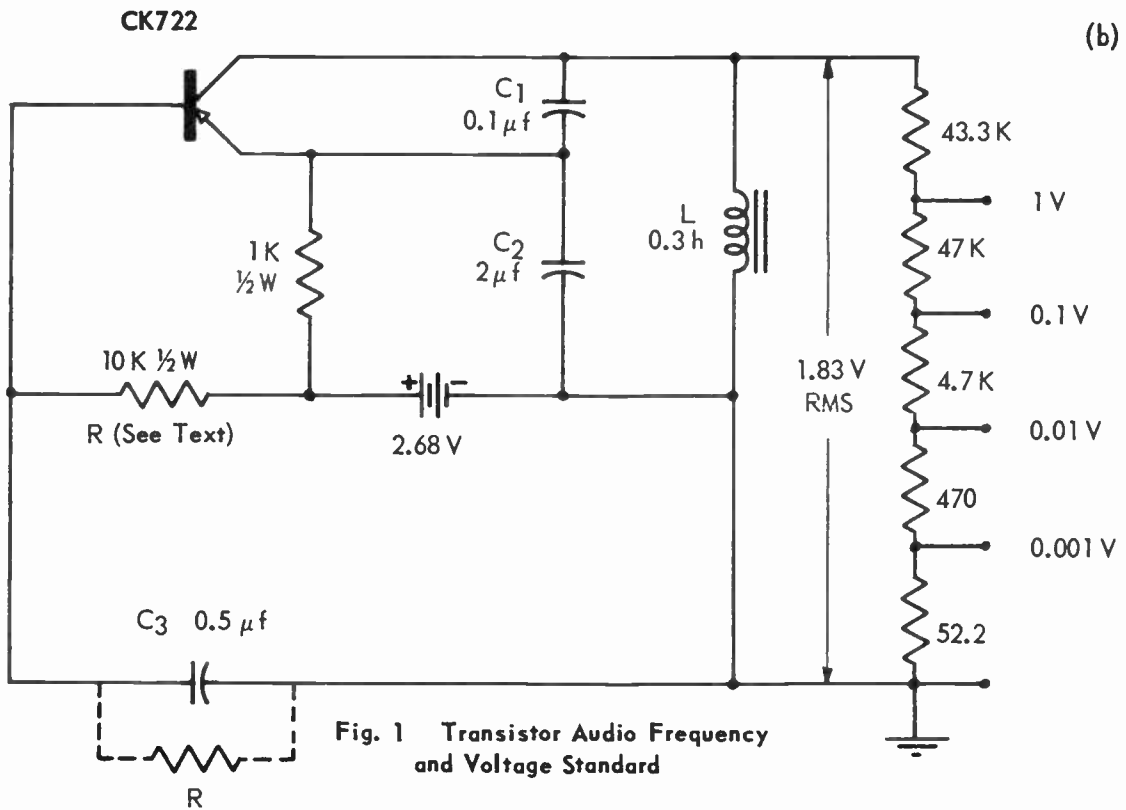 CK722
(b)
C1
0.1 μf
43.3 K
1 V
L
0.3 h
1 K
½ W
C2
2 μf
47 K
0.1 V
10 K ½ W
+
-
1.83 V
RMS
4.7 K
R (See Text)
2.68 V
0.01 V
470
0.001 V
C3 0.5 μf
52.2
Fig. 1 Transistor Audio Frequency
and Voltage Standard
R